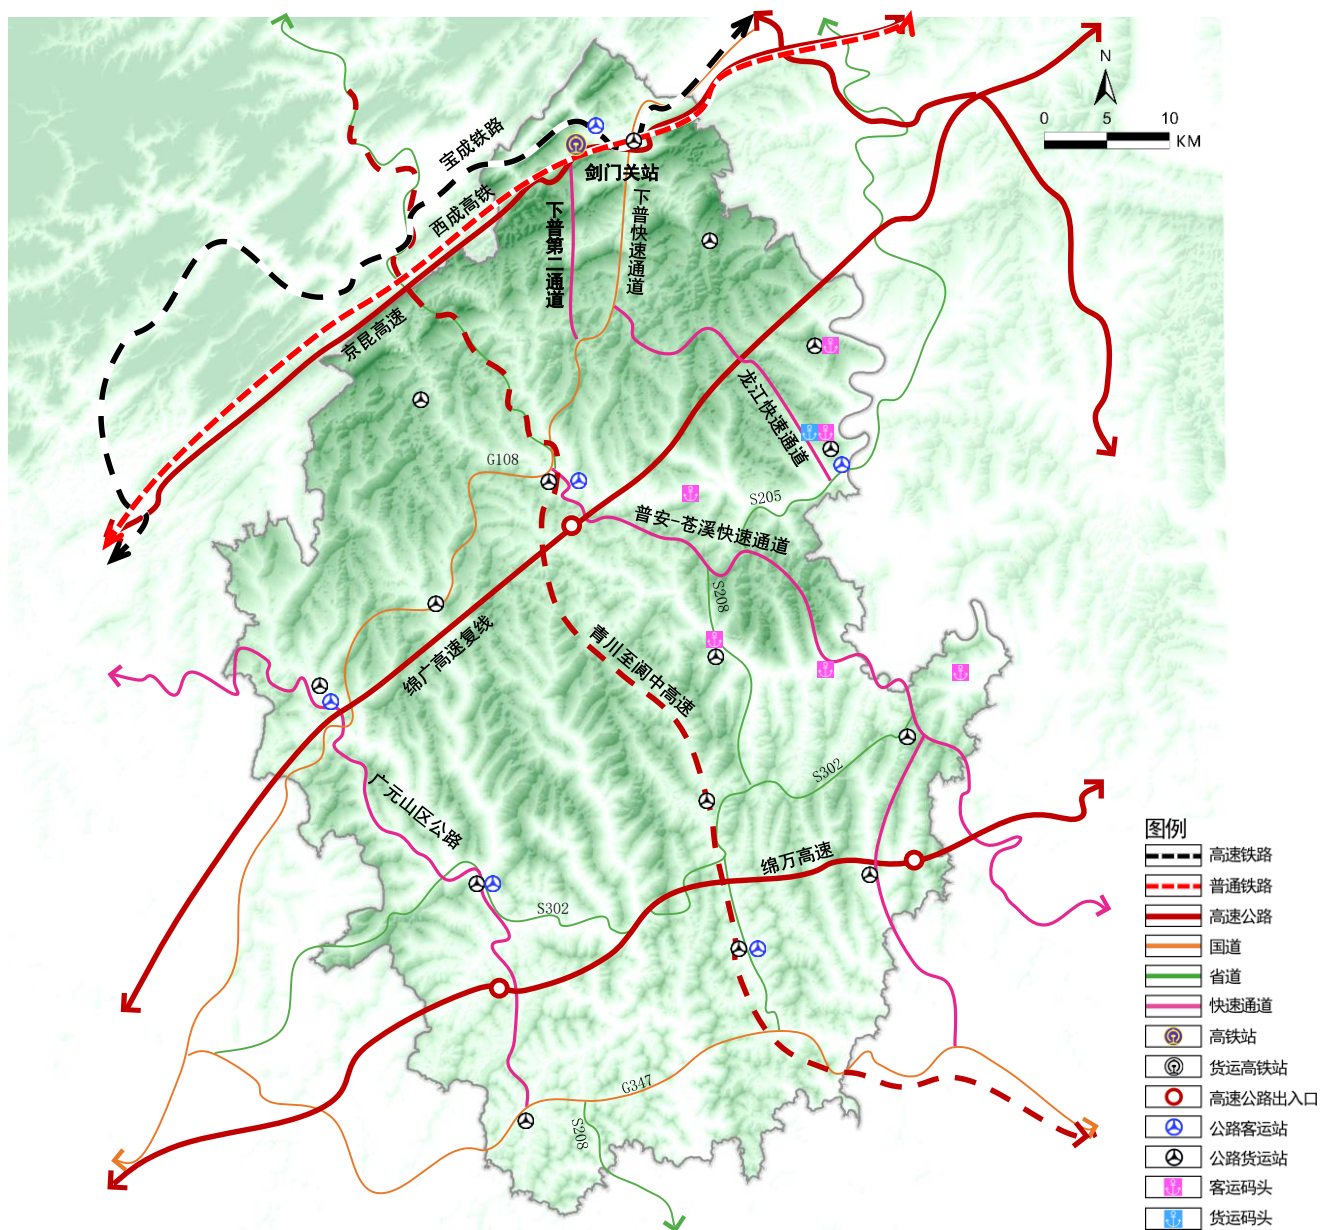 N
0 5 10
KM
宝成铁路
剑门关站
西成高铁
下普第二通道
下普快速通道
京昆高速
龙江快速通道
G108
S205
普安-苍溪快速通道
S208
青川至阆中高速
绵广高速复线
广元山区公路
S302
绵万高速
S302
G347
S208
图例
高速铁路
普通铁路
高速公路
国道
省道
快速通道
高铁站
货运高铁站
高速公路出入口
公路客运站
公路货运站
客运码头
货运码头